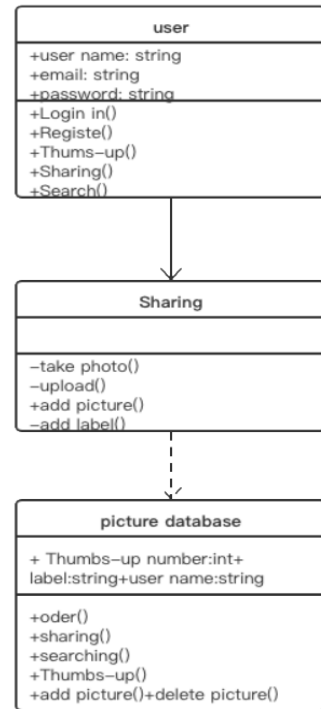 user
+user name: string
+email: string
+password: string
+Login in()
+Registe()
+Thums-up()
+Sharing()
+Search()
Sharing
-take photo()
-upload()
+add picture()
-add label()
picture database
+ Thumbs-up number:int+
label:string+user name:string
+oder()
+sharing()
+searching()
+Thumbs-up()
+add picture()+delete picture()